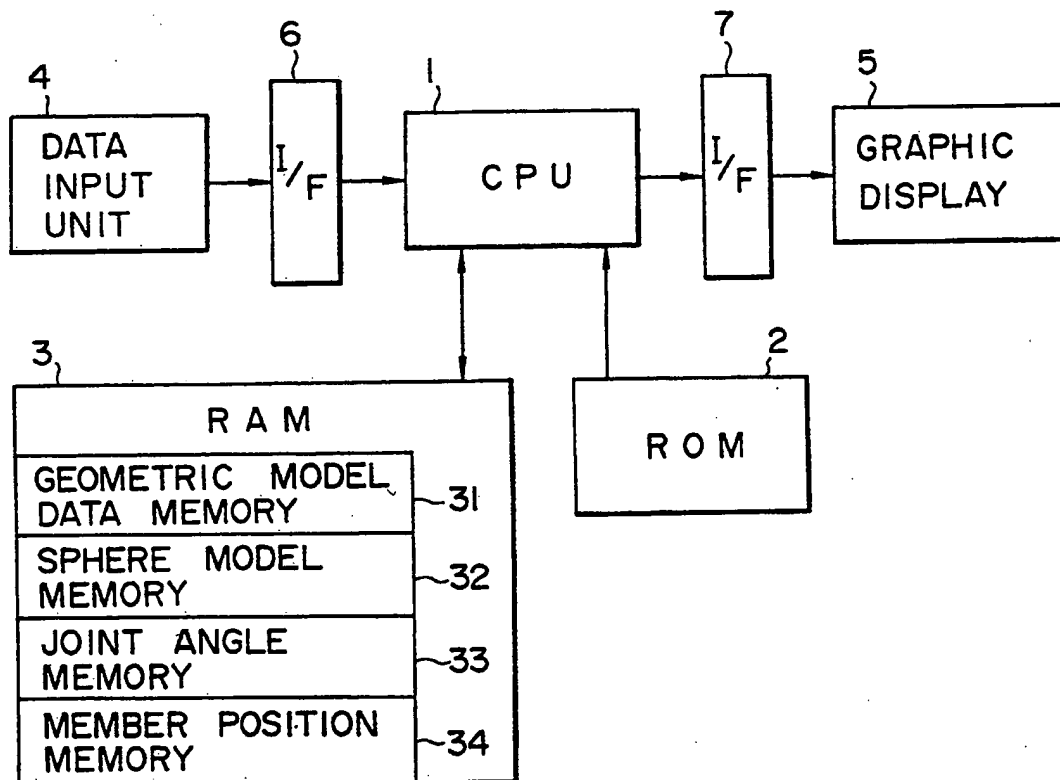 6
1
7
4
5
DATA
INPUT
UNIT
I/F
CPU
I/F
GRAPHIC
DISPLAY
3
2
RAM
ROM
GEOMETRIC MODEL
DATA MEMORY
31
SPHERE MODEL
MEMORY
32
JOINT ANGLE
MEMORY
33
MEMBER POSITION
MEMORY
34